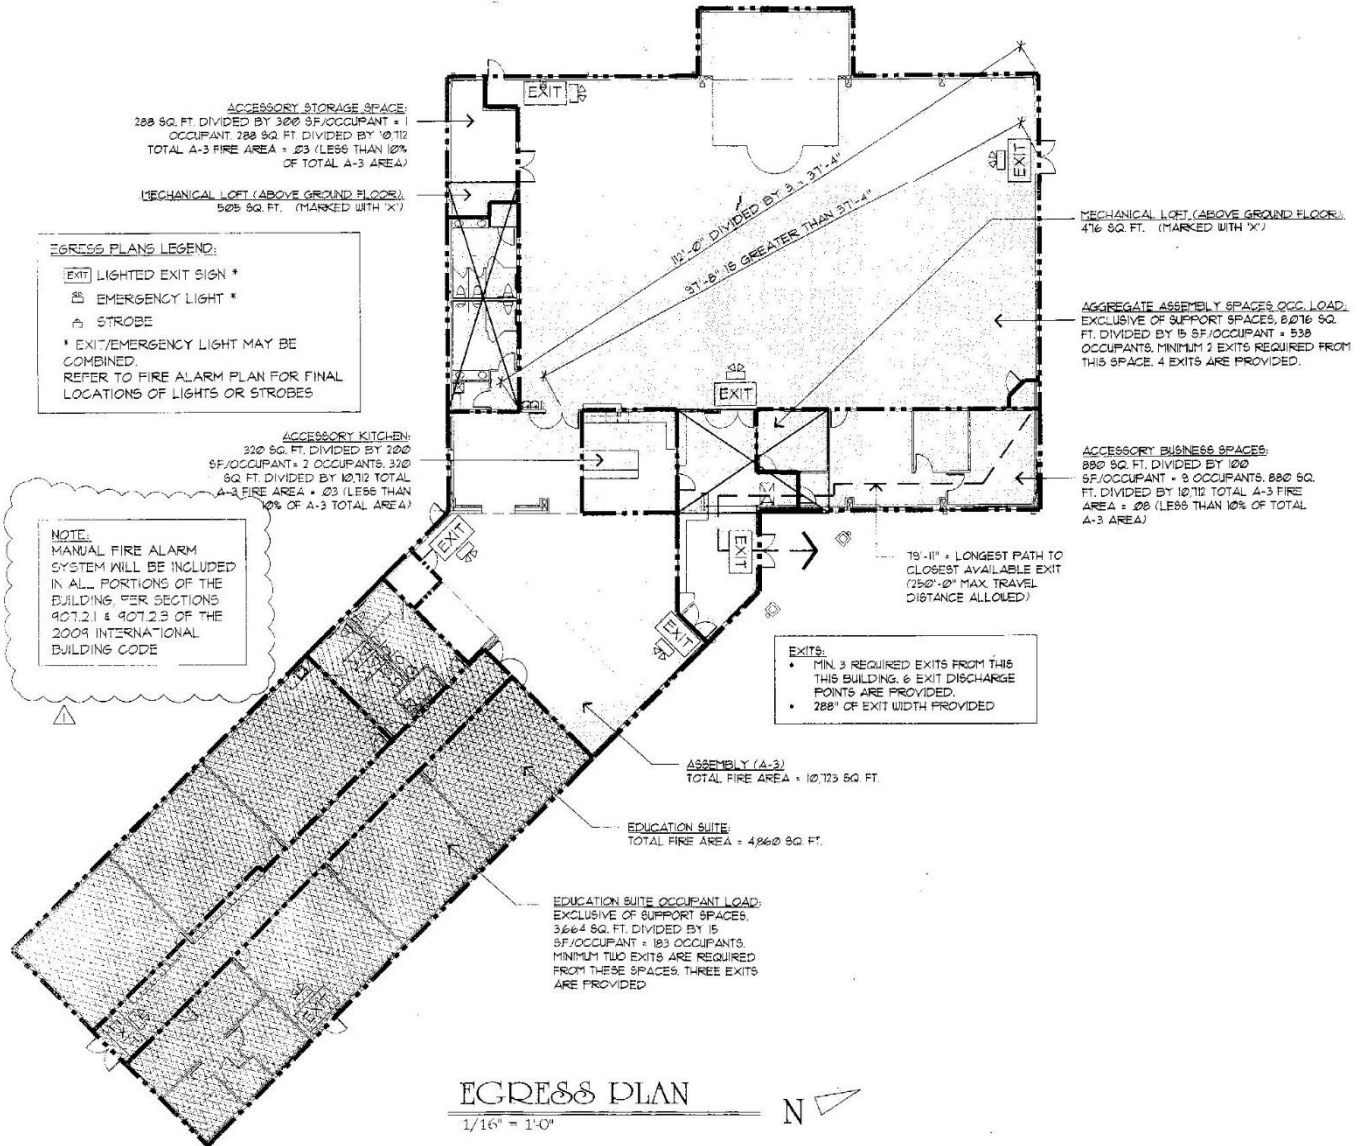 ACCESSORY STORAGE SPACE:
288 SQ. FT. DIVIDED BY 300 S.F./OCCUPANT = 1
OCCUPANT. 288 SQ. FT. DIVIDED BY 10,712
TOTAL A-3 FIRE AREA = .03 (LESS THAN 10%
OF TOTAL A-3 AREA)
MECHANICAL LOFT (ABOVE GROUND FLOOR):
505 SQ. FT. (MARKED WITH 'X')
EGRESS PLANS LEGEND:
EXIT LIGHTED EXIT SIGN *
EMERGENCY LIGHT *
STROBE
* EXIT/EMERGENCY LIGHT MAY BE
COMBINED.
REFER TO FIRE ALARM PLAN FOR FINAL
LOCATIONS OF LIGHTS OR STROBES
ACCESSORY KITCHEN:
320 SQ. FT. DIVIDED BY 200
S.F./OCCUPANT = 2 OCCUPANTS. 320
SQ. FT. DIVIDED BY 10,712 TOTAL
A-3 FIRE AREA = .03 (LESS THAN
10% OF A-3 TOTAL AREA)
NOTE:
MANUAL FIRE ALARM
SYSTEM WILL BE INCLUDED
IN ALL PORTIONS OF THE
BUILDING, PER SECTIONS
907.2.1 & 907.2.3 OF THE
2009 INTERNATIONAL
BUILDING CODE
1
EXIT
EXIT
112'-0" DIVIDED BY 3 = 37'-4"
97'-8" IS GREATER THAN 37'-4"
EXIT
EXIT
EXIT
EXIT
EXIT
EXIT
MECHANICAL LOFT (ABOVE GROUND FLOOR):
476 SQ. FT. (MARKED WITH 'X')
AGGREGATE ASSEMBLY SPACES OCC. LOAD:
EXCLUSIVE OF SUPPORT SPACES, 8,076 SQ.
FT. DIVIDED BY 15 S.F./OCCUPANT = 538
OCCUPANTS. MINIMUM 2 EXITS REQUIRED FROM
THIS SPACE. 4 EXITS ARE PROVIDED.
ACCESSORY BUSINESS SPACES:
880 SQ. FT. DIVIDED BY 100
S.F./OCCUPANT = 9 OCCUPANTS. 880 SQ.
FT. DIVIDED BY 10,712 TOTAL A-3 FIRE
AREA = .08 (LESS THAN 10% OF TOTAL
A-3 AREA)
79'-11" = LONGEST PATH TO
CLOSEST AVAILABLE EXIT
(250'-0" MAX. TRAVEL
DISTANCE ALLOWED)
EXITS:
• MIN. 3 REQUIRED EXITS FROM THIS
THIS BUILDING. 6 EXIT DISCHARGE
POINTS ARE PROVIDED.
• 288" OF EXIT WIDTH PROVIDED
ASSEMBLY (A-3)
TOTAL FIRE AREA = 10,723 SQ. FT.
EDUCATION SUITE:
TOTAL FIRE AREA = 4,860 SQ. FT.
EDUCATION SUITE OCCUPANT LOAD:
EXCLUSIVE OF SUPPORT SPACES,
3,664 SQ. FT. DIVIDED BY 15
S.F./OCCUPANT = 183 OCCUPANTS.
MINIMUM TWO EXITS ARE REQUIRED
FROM THESE SPACES. THREE EXITS
ARE PROVIDED
EGRESS PLAN
1/16" = 1'-0"
N